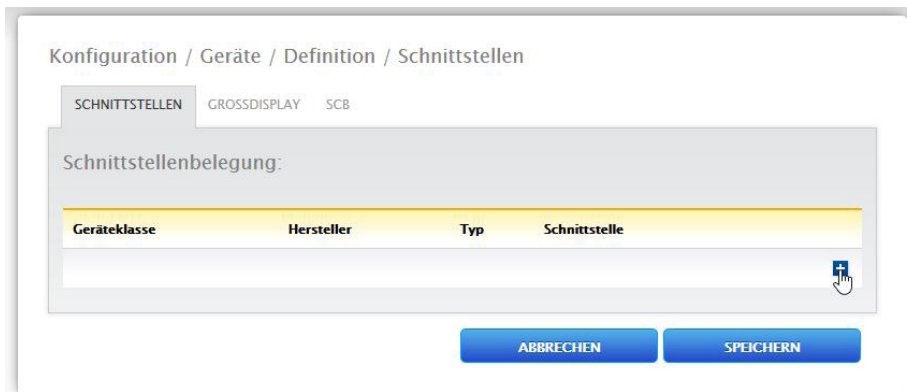 Konfiguration / Geräte / Definition / Schnittstellen
SCHNITTSTELLEN GROSSDISPLAY SCB
Schnittstellenbelegung:
Geräteklasse Hersteller Typ Schnittstelle
+
ABBRECHEN SPEICHERN